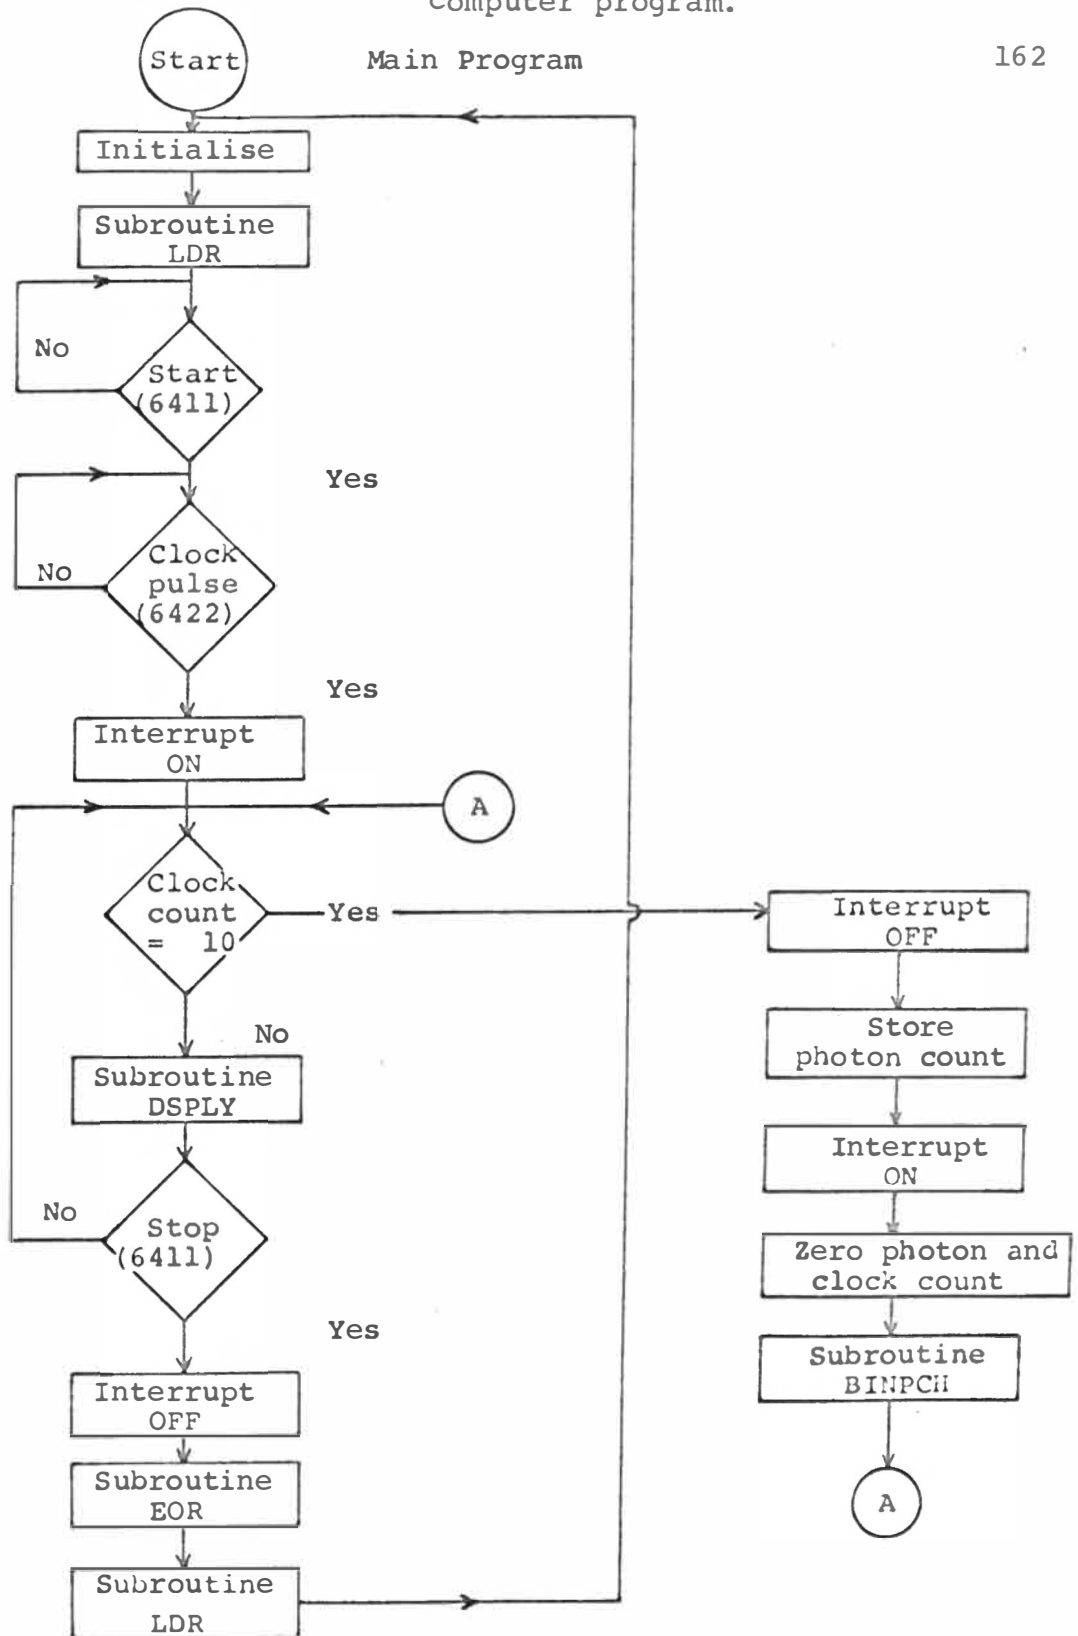 computer program.
Main Program
162
Start
Initialise
Subroutine
LDR
No
Start
(6411)
Yes
No
Clock
pulse
(6422)
Yes
Interrupt
ON
A
Clock
count
= 10
Yes
No
Subroutine
DSPLY
No
Stop
(6411)
Yes
Interrupt
OFF
Subroutine
EOR
Subroutine
LDR
Interrupt
OFF
Store
photon count
Interrupt
ON
Zero photon and
clock count
Subroutine
BINPCH
A